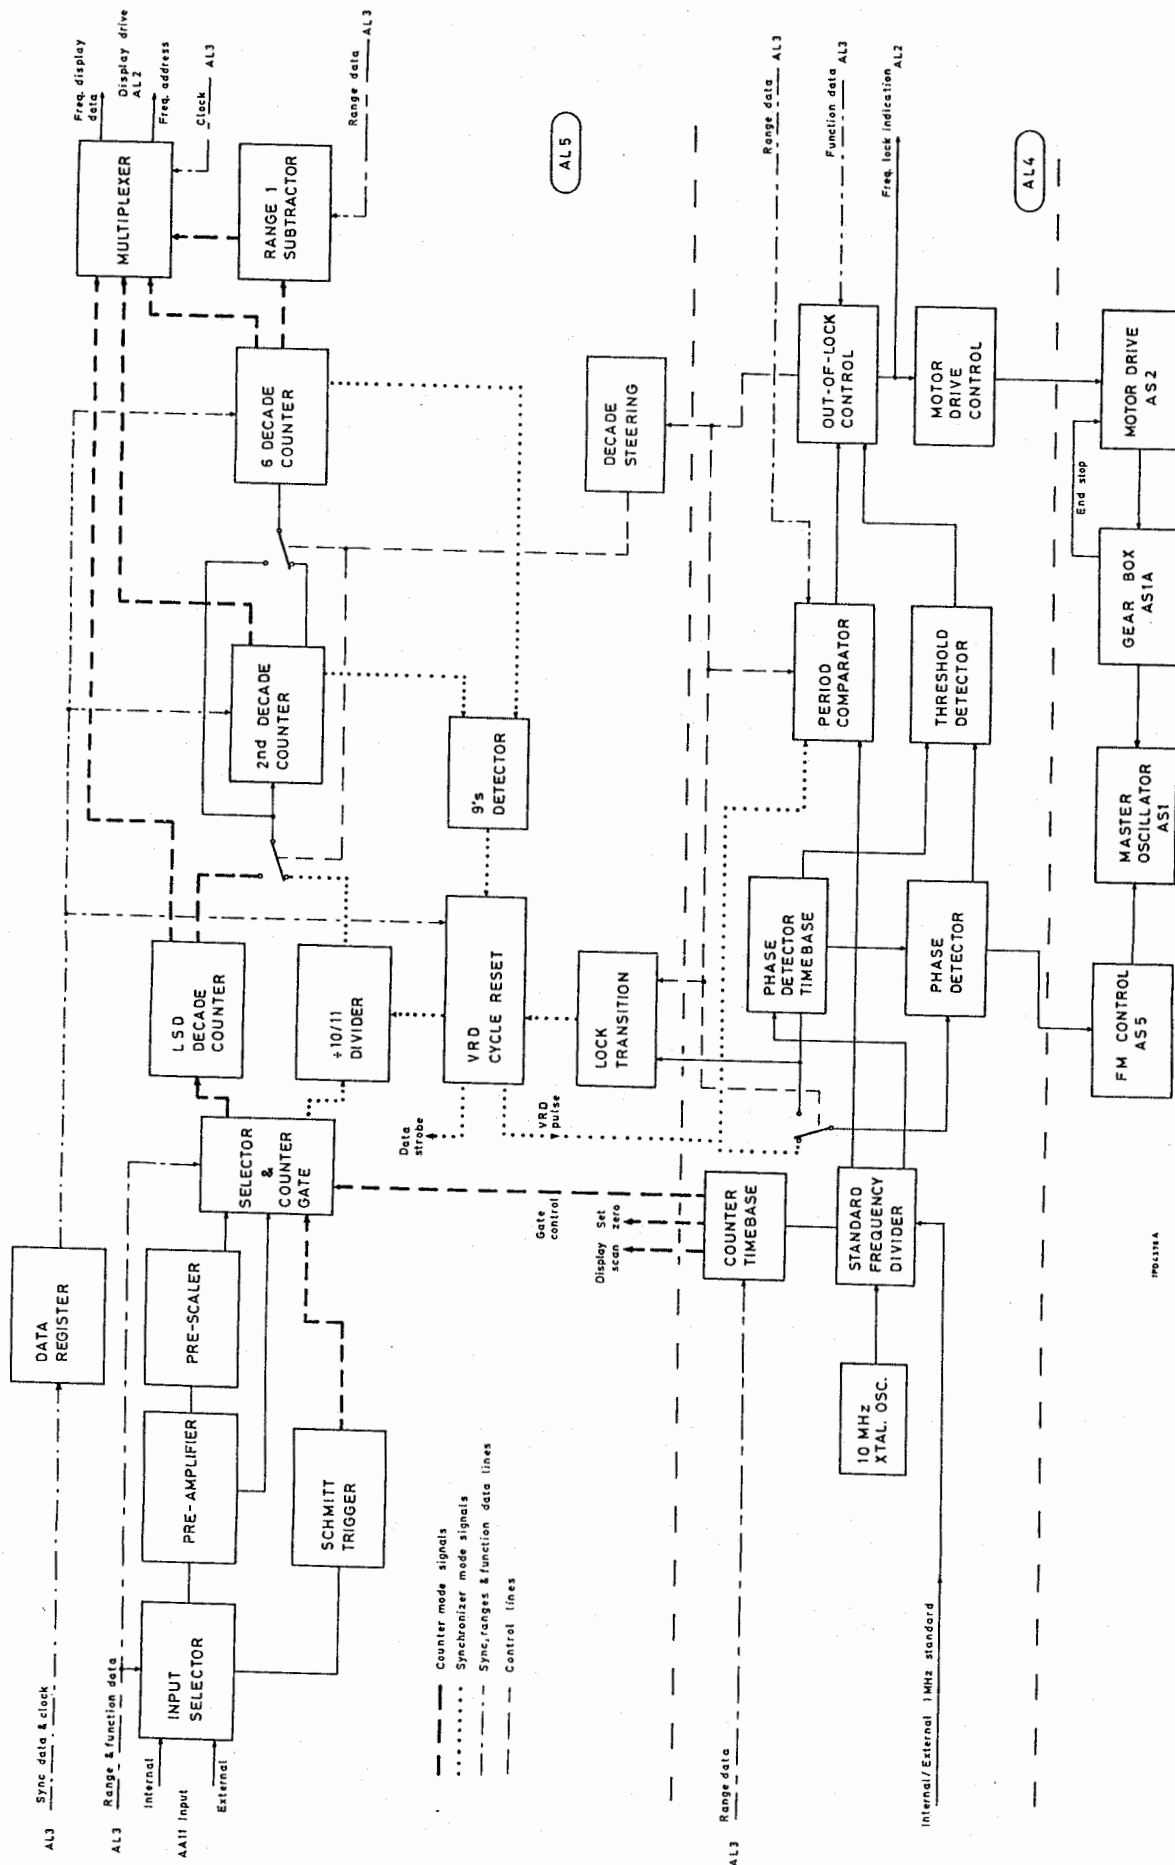 AL3 Sync data & clock
AL3 Range & function data
Internal
AA11 Input
External
INPUT
SELECTOR
PRE-AMPLIFIER
PRE-SCALER
SCHMITT
TRIGGER
DATA
REGISTER
SELECTOR
&
COUNTER
GATE
LSD
DECADE
COUNTER
÷10/11
DIVIDER
2nd DECADE
COUNTER
6 DECADE
COUNTER
MULTIPLEXER
RANGE 1
SUBTRACTOR
Freq. display
data
Display drive
AL2
Freq. address
Clock AL3
Range data AL3
9's
DETECTOR
VRD
CYCLE RESET
LOCK
TRANSITION
DECADE
STEERING
Data
strobe
VRD
pulse
Gate
control
Set
zero
Display
scan
AL5
Counter mode signals
Synchronizer mode signals
Sync, ranges & function data lines
Control lines
AL3 Range data
COUNTER
TIMEBASE
STANDARD
FREQUENCY
DIVIDER
10 MHz
XTAL. OSC.
Internal/External 1MHz standard
PHASE
DETECTOR
TIMEBASE
PHASE
DETECTOR
PERIOD
COMPARATOR
THRESHOLD
DETECTOR
OUT-OF-LOCK
CONTROL
MOTOR
DRIVE
CONTROL
Range data AL3
Function data AL3
Freq. lock indication AL2
AL4
FM CONTROL
AS5
MASTER
OSCILLATOR
AS1
GEAR BOX
AS1A
MOTOR DRIVE
AS2
End stop